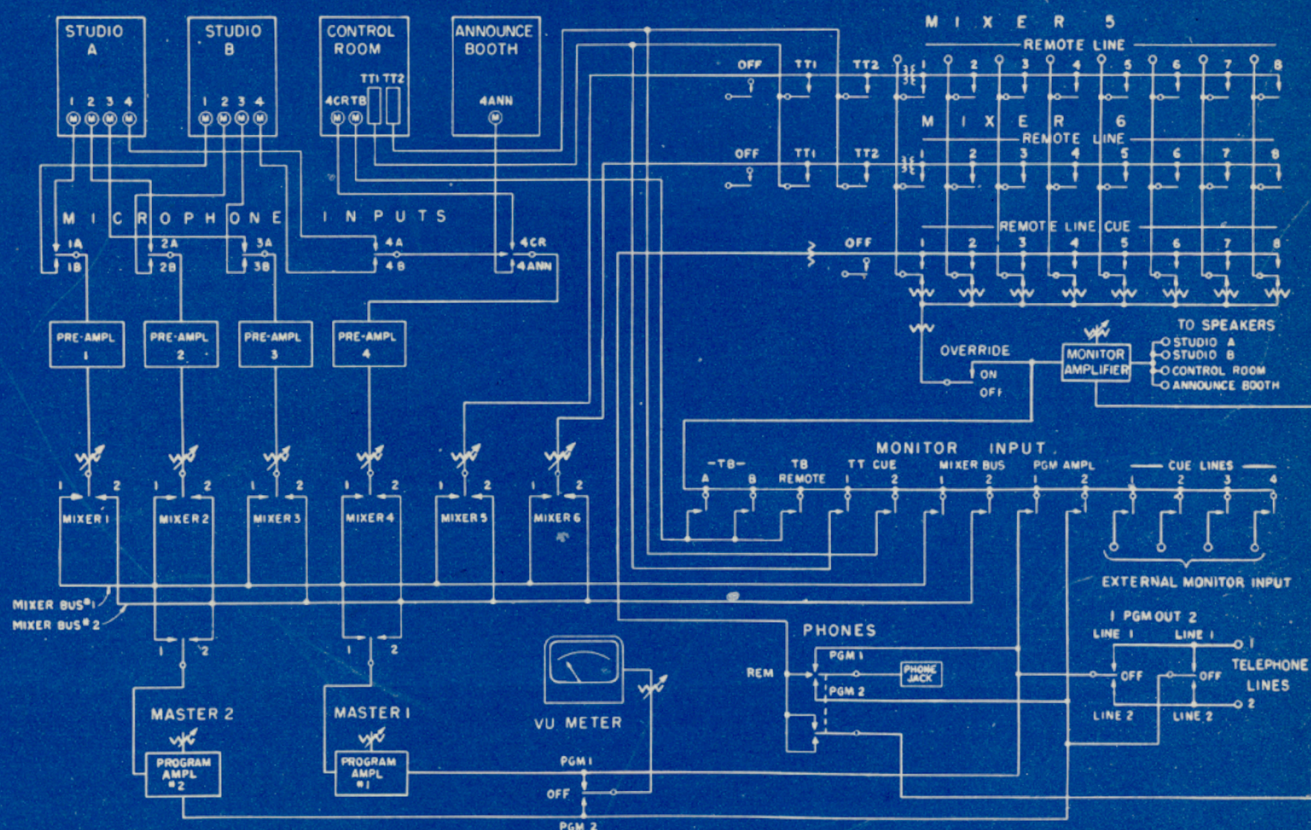 STUDIO A
STUDIO B
CONTROL ROOM
ANNOUNCE BOOTH
TT1 TT2
1 2 3 4
1 2 3 4
4CR TB
4ANN
M M M M
M M M M
M M
M
MIXER 5
REMOTE LINE
OFF TT1 TT2 1 2 3 4 5 6 7 8
MIXER 6
REMOTE LINE
OFF TT1 TT2 1 2 3 4 5 6 7 8
REMOTE LINE CUE
OFF 1 2 3 4 5 6 7 8
MICROPHONE INPUTS
1A 2A 3A 4A 4CR
1B 2B 3B 4B 4ANN
PRE-AMPL 1
PRE-AMPL 2
PRE-AMPL 3
PRE-AMPL 4
OVERRIDE
ON
OFF
MONITOR AMPLIFIER
TO SPEAKERS
STUDIO A
STUDIO B
CONTROL ROOM
ANNOUNCE BOOTH
1 2 1 2 1 2 1 2 1 2 1 2
MIXER 1 MIXER 2 MIXER 3 MIXER 4 MIXER 5 MIXER 6
MONITOR INPUT
-TB- TB REMOTE TT CUE MIXER BUS PGM AMPL CUE LINES
A B 1 2 1 2 1 2 1 2 3 4
EXTERNAL MONITOR INPUT
MIXER BUS #1
MIXER BUS #2
1 2
1 2
MASTER 2
MASTER 1
PROGRAM AMPL #2
PROGRAM AMPL #1
VU METER
PGM 1
OFF
PGM 2
PHONES
REM
PGM 1
PGM 2
PHONE JACK
1 PGM OUT 2
LINE 1 LINE 1
OFF OFF
LINE 2 LINE 2
1
TELEPHONE LINES
2